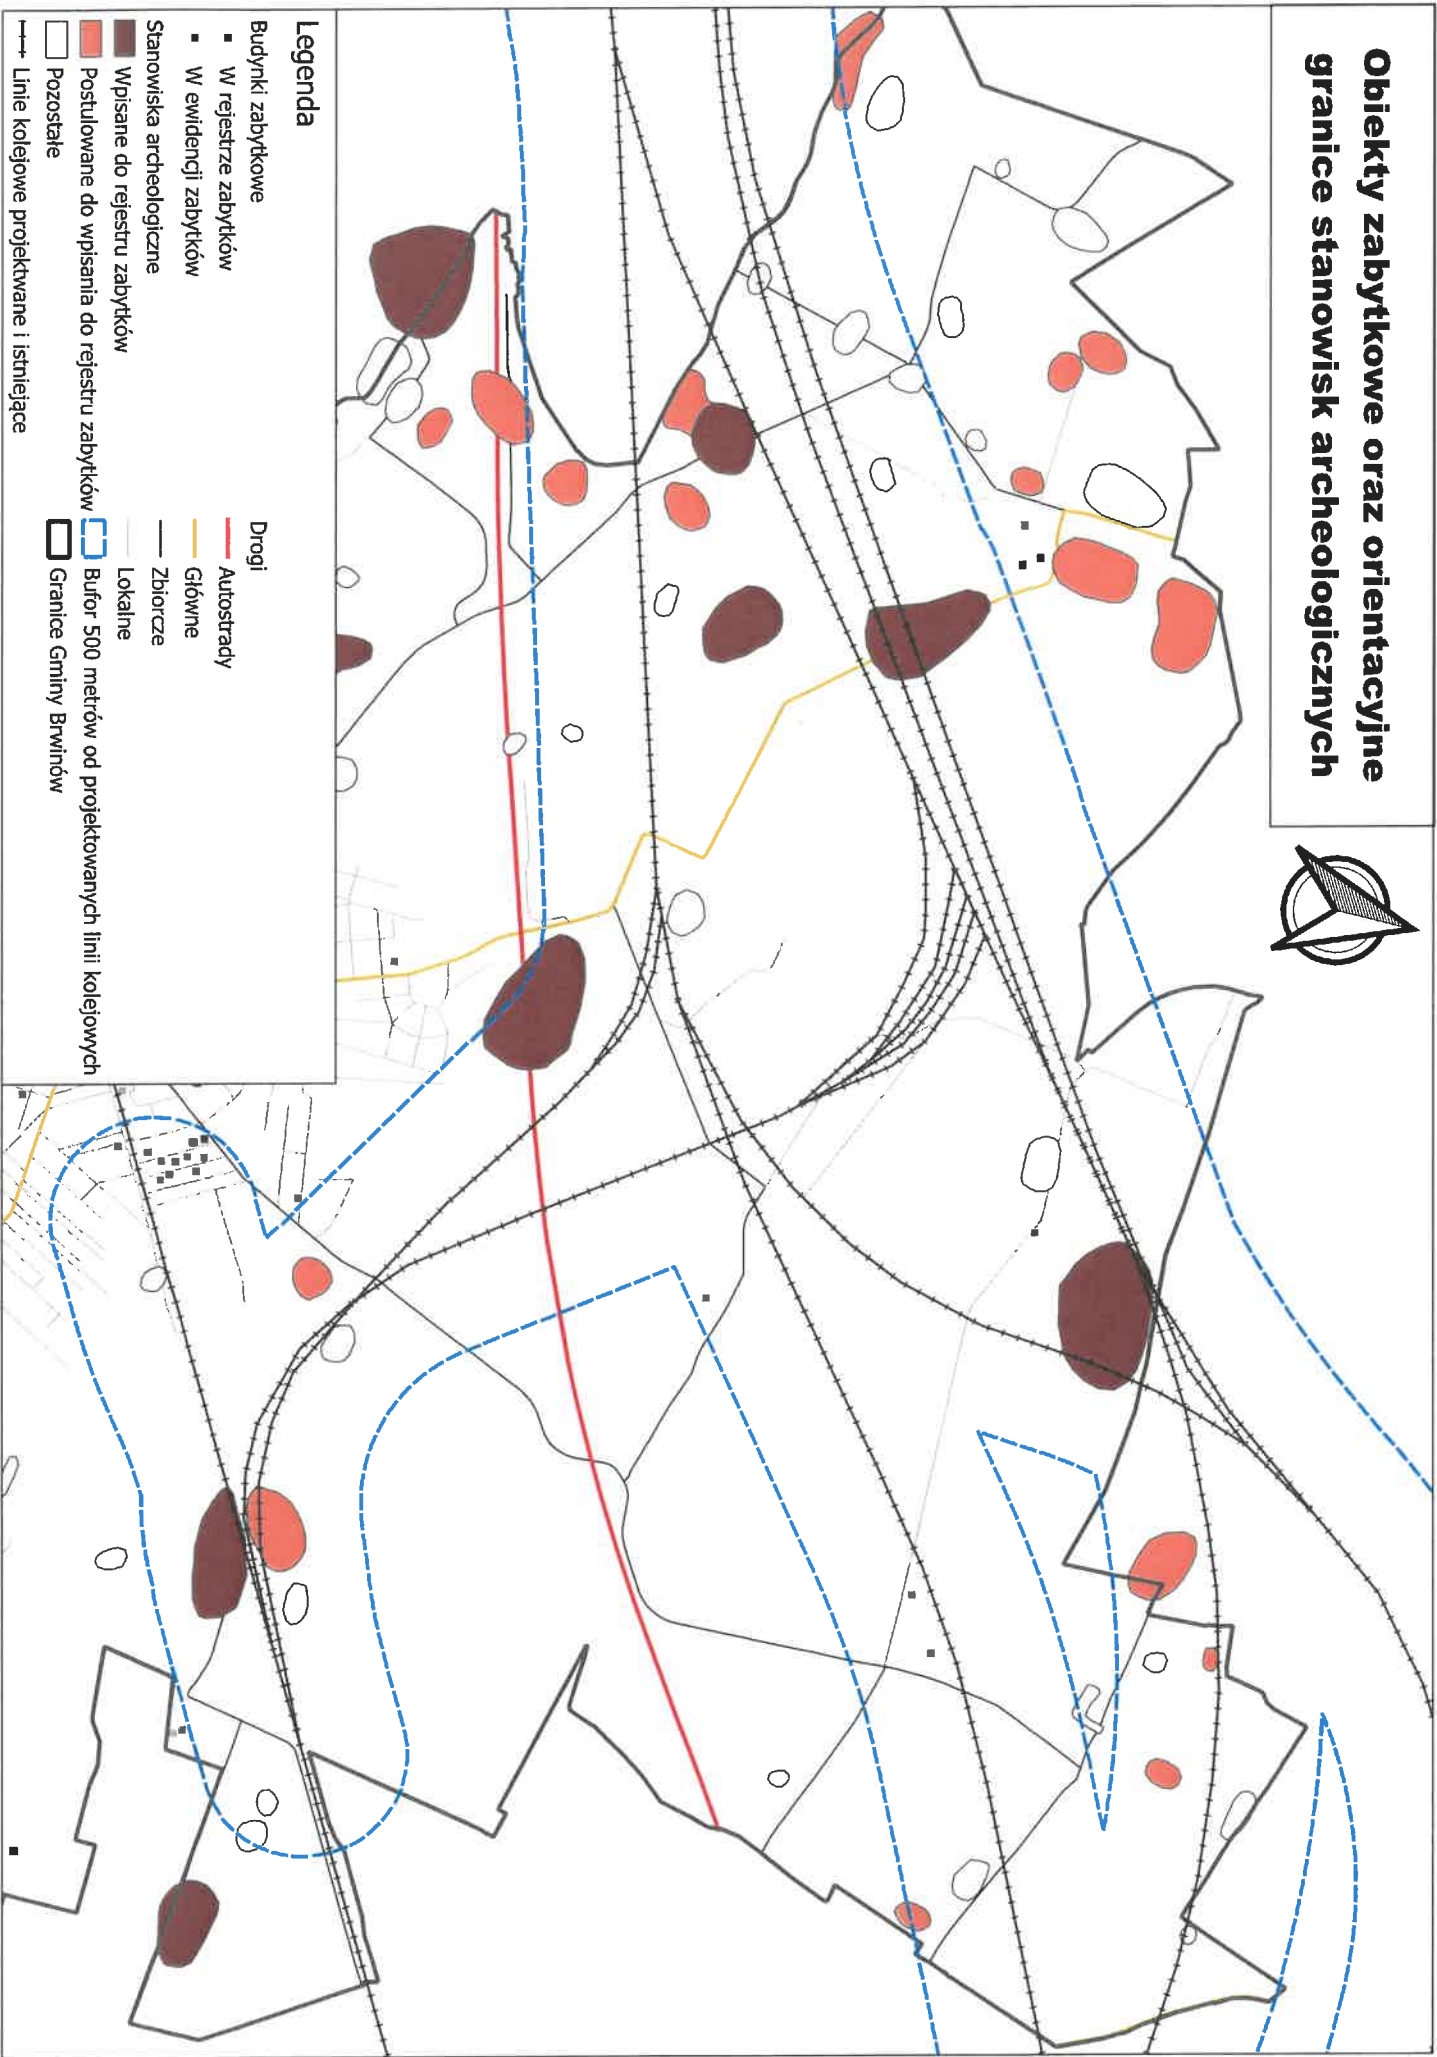 Obiekty zabytkowe oraz orientacyjne
granice stanowisk archeologicznych
Legenda
Budynki zabytkowe
W rejestrze zabytków
W ewidencji zabytków
Stanowiska archeologiczne
Wpisane do rejestru zabytków
Postulowane do wpisania do rejestru zabytków
Pozostałe
Linie kolejowe projektwane i istniejące
Drogi
Autostrady
Główne
Zbiorcze
Lokalne
Bufor 500 metrów od projektowanych linii kolejowych
Granice Gminy Brwinów